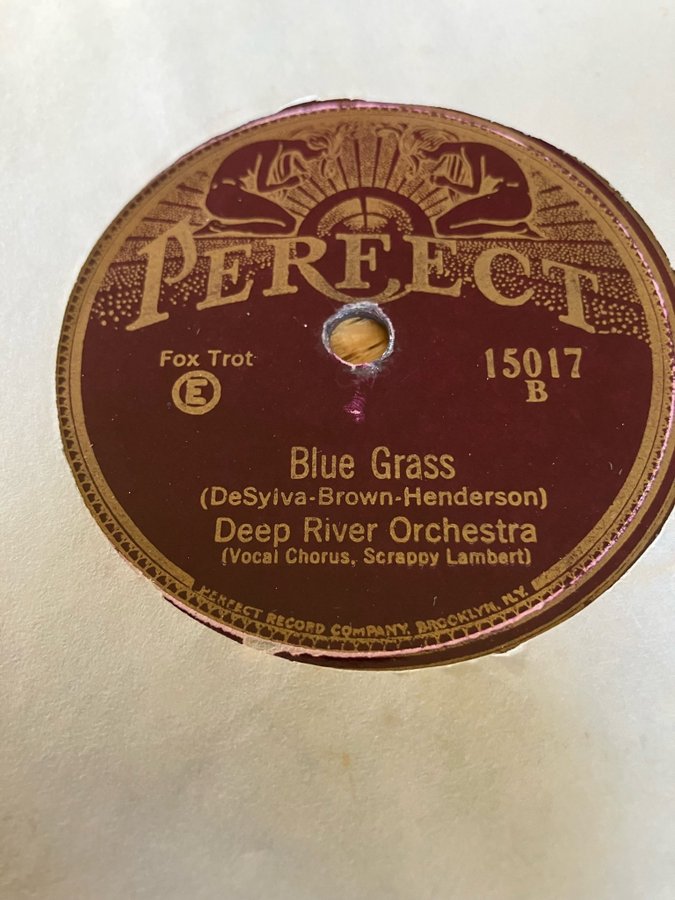 PERFECT
Fox Trot
E
15017
B
Blue Grass
(DeSylva-Brown-Henderson)
Deep River Orchestra
(Vocal Chorus, Scrappy Lambert)
PERFECT RECORD COMPANY, BROOKLYN, N.Y.